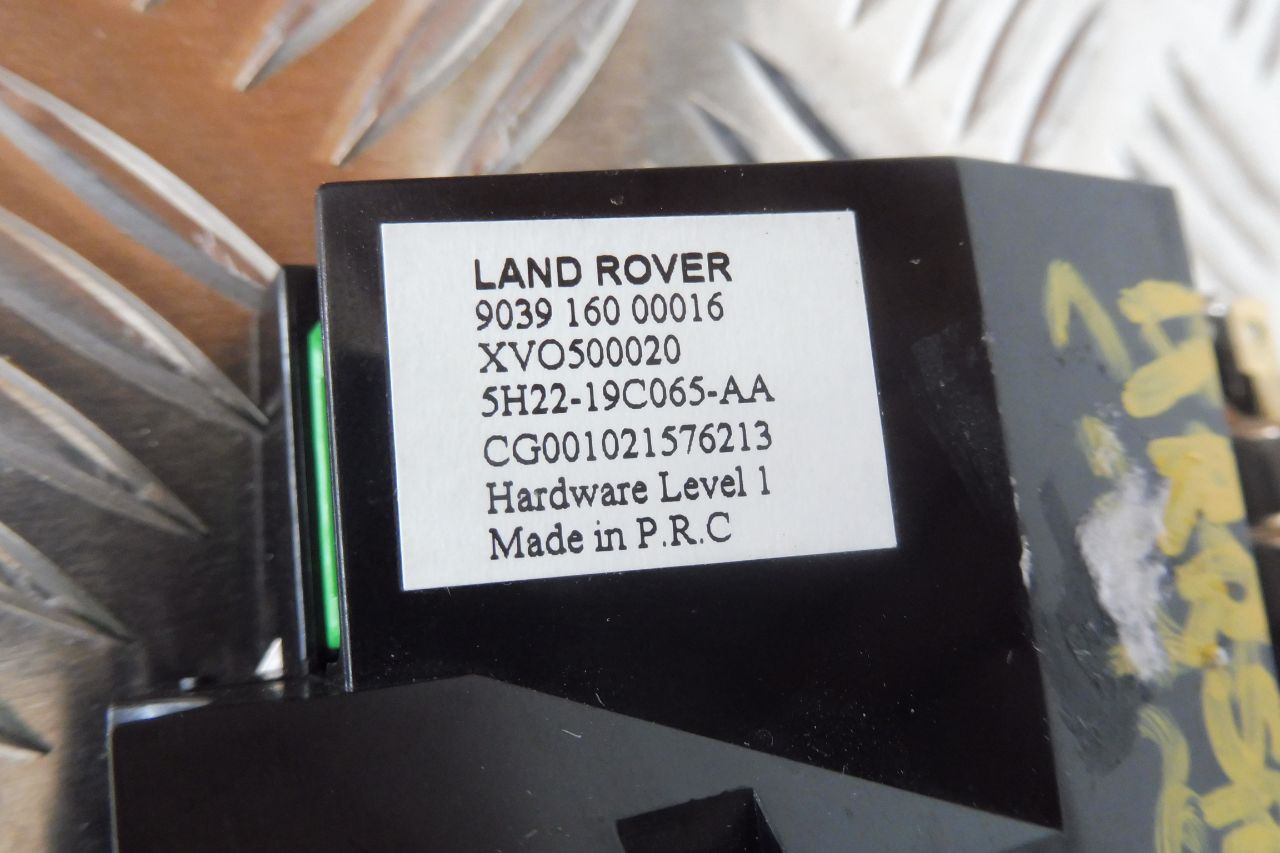 LAND ROVER
9039 160 00016
XVO500020
5H22-19C065-AA
CG001021576213
Hardware Level 1
Made in P.R.C